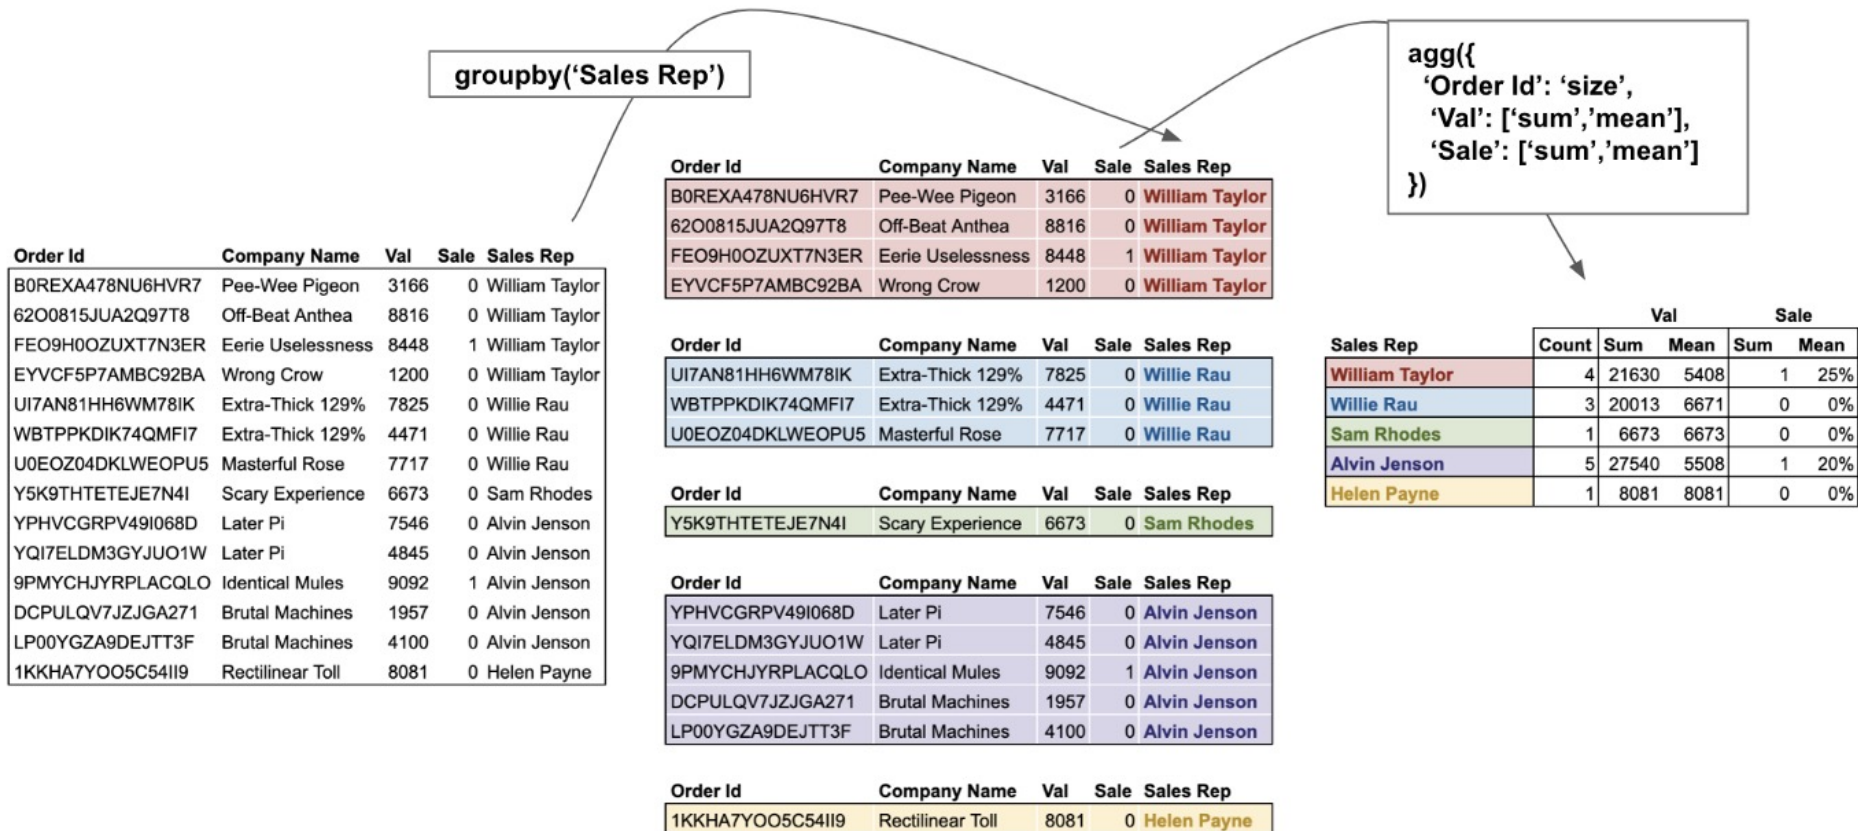 groupby(‘Sales Rep’)
agg({
‘Order Id’: ‘size’,
‘Val’: [‘sum’,’mean’],
‘Sale’: [‘sum’,’mean’]
})
Order Id Company Name Val Sale Sales Rep
B0REXA478NU6HVR7 Pee-Wee Pigeon 3166 0 William Taylor
62O0815JUA2Q97T8 Off-Beat Anthea 8816 0 William Taylor
FEO9H0OZUXT7N3ER Eerie Uselessness 8448 1 William Taylor
EYVCF5P7AMBC92BA Wrong Crow 1200 0 William Taylor
UI7AN81HH6WM78IK Extra-Thick 129% 7825 0 Willie Rau
WBTPPKDIK74QMFI7 Extra-Thick 129% 4471 0 Willie Rau
U0EOZ04DKLWEOPU5 Masterful Rose 7717 0 Willie Rau
Y5K9THTETEJE7N4I Scary Experience 6673 0 Sam Rhodes
YPHVCGRPV49I068D Later Pi 7546 0 Alvin Jenson
YQI7ELDM3GYJUO1W Later Pi 4845 0 Alvin Jenson
9PMYCHJYRPLACQLO Identical Mules 9092 1 Alvin Jenson
DCPULQV7JZJGA271 Brutal Machines 1957 0 Alvin Jenson
LP00YGZA9DEJTT3F Brutal Machines 4100 0 Alvin Jenson
1KKHA7YOO5C54II9 Rectilinear Toll 8081 0 Helen Payne
Order Id Company Name Val Sale Sales Rep
B0REXA478NU6HVR7 Pee-Wee Pigeon 3166 0 William Taylor
62O0815JUA2Q97T8 Off-Beat Anthea 8816 0 William Taylor
FEO9H0OZUXT7N3ER Eerie Uselessness 8448 1 William Taylor
EYVCF5P7AMBC92BA Wrong Crow 1200 0 William Taylor
Order Id Company Name Val Sale Sales Rep
UI7AN81HH6WM78IK Extra-Thick 129% 7825 0 Willie Rau
WBTPPKDIK74QMFI7 Extra-Thick 129% 4471 0 Willie Rau
U0EOZ04DKLWEOPU5 Masterful Rose 7717 0 Willie Rau
Order Id Company Name Val Sale Sales Rep
Y5K9THTETEJE7N4I Scary Experience 6673 0 Sam Rhodes
Order Id Company Name Val Sale Sales Rep
YPHVCGRPV49I068D Later Pi 7546 0 Alvin Jenson
YQI7ELDM3GYJUO1W Later Pi 4845 0 Alvin Jenson
9PMYCHJYRPLACQLO Identical Mules 9092 1 Alvin Jenson
DCPULQV7JZJGA271 Brutal Machines 1957 0 Alvin Jenson
LP00YGZA9DEJTT3F Brutal Machines 4100 0 Alvin Jenson
Order Id Company Name Val Sale Sales Rep
1KKHA7YOO5C54II9 Rectilinear Toll 8081 0 Helen Payne
Val Sale
Sales Rep Count Sum Mean Sum Mean
William Taylor 4 21630 5408 1 25%
Willie Rau 3 20013 6671 0 0%
Sam Rhodes 1 6673 6673 0 0%
Alvin Jenson 5 27540 5508 1 20%
Helen Payne 1 8081 8081 0 0%